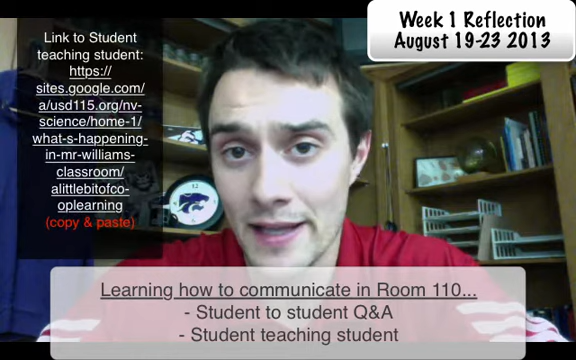 Week 1 Reflection
August 19-23 2013
Link to Student
teaching student:
https://
sites.google.com/
a/usd115.org/nv-
science/home-1/
what-s-happening-
in-mr-williams-
classroom/
alittlebitofco-
oplearning
(copy & paste)
Learning how to communicate in Room 110...
- Student to student Q&A
- Student teaching student